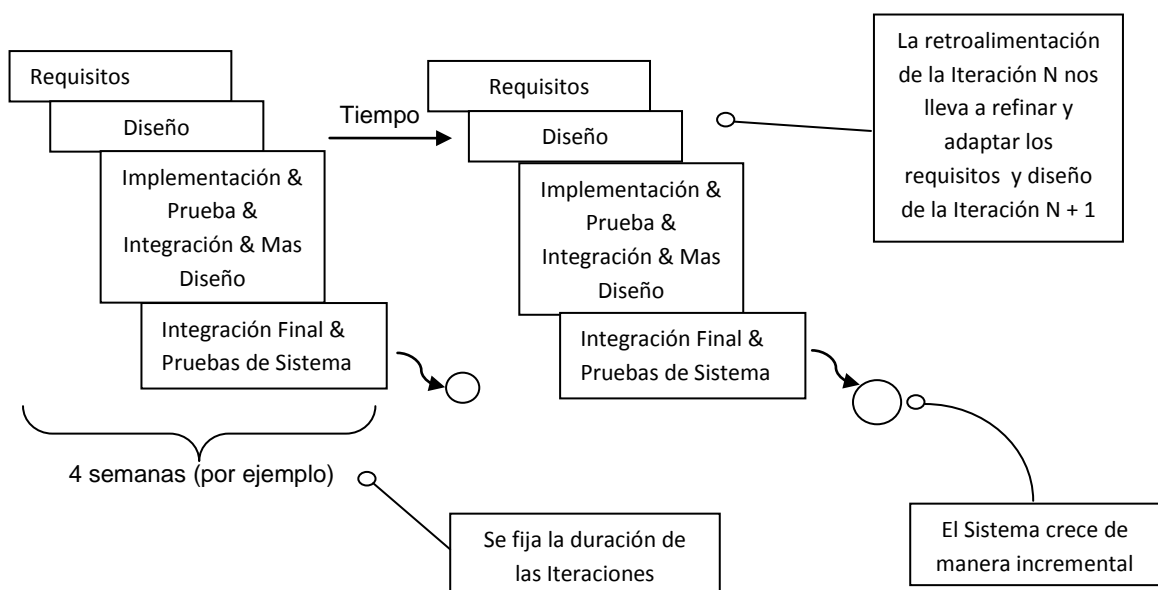 Requisitos
Diseño
Implementación &
Prueba &
Integración & Mas
Diseño
Integración Final &
Pruebas de Sistema
Tiempo
Requisitos
Diseño
Implementación &
Prueba &
Integración & Mas
Diseño
Integración Final &
Pruebas de Sistema
La retroalimentación
de la Iteración N nos
lleva a refinar y
adaptar los
requisitos y diseño
de la Iteración N + 1
4 semanas (por ejemplo)
Se fija la duración de
las Iteraciones
El Sistema crece de
manera incremental